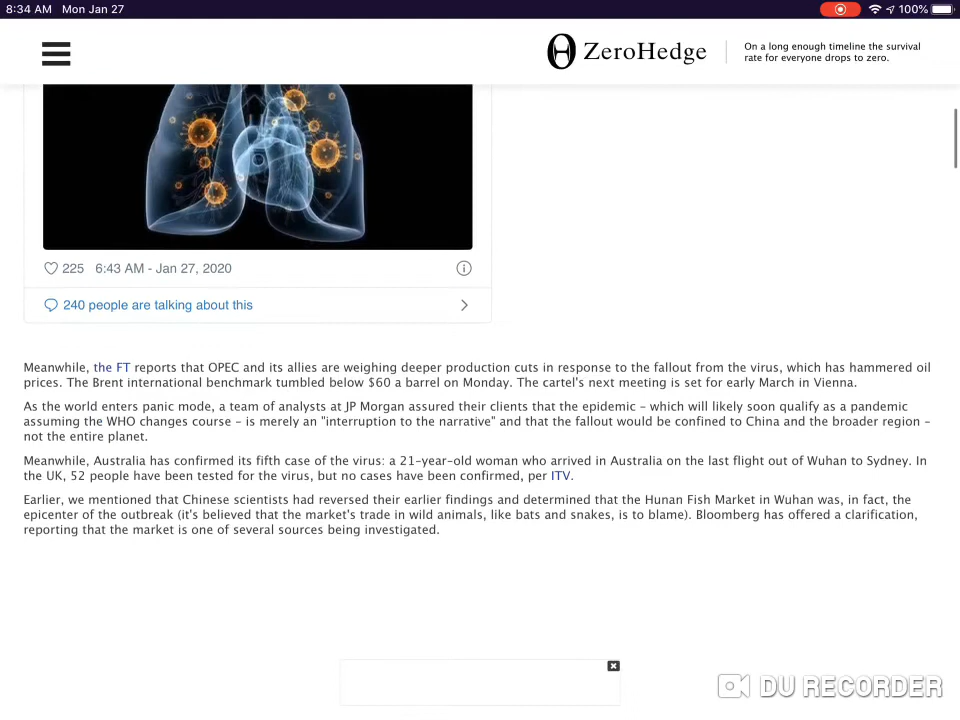 8:34 AM Mon Jan 27
100%
ZeroHedge
On a long enough timeline the survival
rate for everyone drops to zero.
225 6:43 AM - Jan 27, 2020
240 people are talking about this
Meanwhile, the FT reports that OPEC and its allies are weighing deeper production cuts in response to the fallout from the virus, which has hammered oil
prices. The Brent international benchmark tumbled below $60 a barrel on Monday. The cartel's next meeting is set for early March in Vienna.
As the world enters panic mode, a team of analysts at JP Morgan assured their clients that the epidemic - which will likely soon qualify as a pandemic
assuming the WHO changes course - is merely an "interruption to the narrative" and that the fallout would be confined to China and the broader region -
not the entire planet.
Meanwhile, Australia has confirmed its fifth case of the virus: a 21-year-old woman who arrived in Australia on the last flight out of Wuhan to Sydney. In
the UK, 52 people have been tested for the virus, but no cases have been confirmed, per ITV.
Earlier, we mentioned that Chinese scientists had reversed their earlier findings and determined that the Hunan Fish Market in Wuhan was, in fact, the
epicenter of the outbreak (it's believed that the market's trade in wild animals, like bats and snakes, is to blame). Bloomberg has offered a clarification,
reporting that the market is one of several sources being investigated.
DU RECORDER